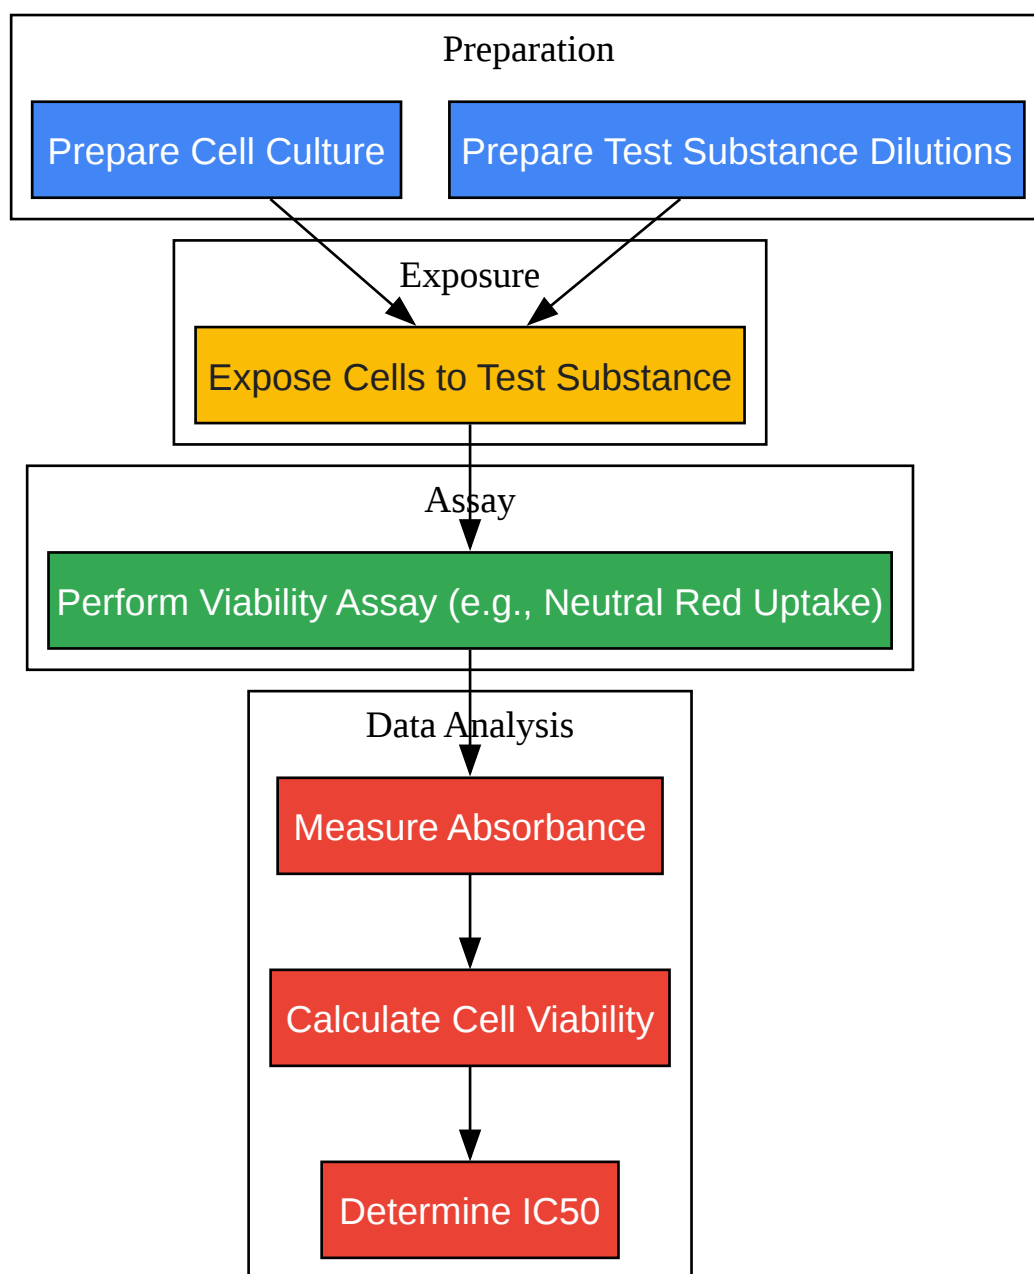 Preparation
Prepare Cell Culture
Prepare Test Substance Dilutions
Exposure
Expose Cells to Test Substance
Assay
Perform Viability Assay (e.g., Neutral Red Uptake)
Data Analysis
Measure Absorbance
Calculate Cell Viability
Determine IC50